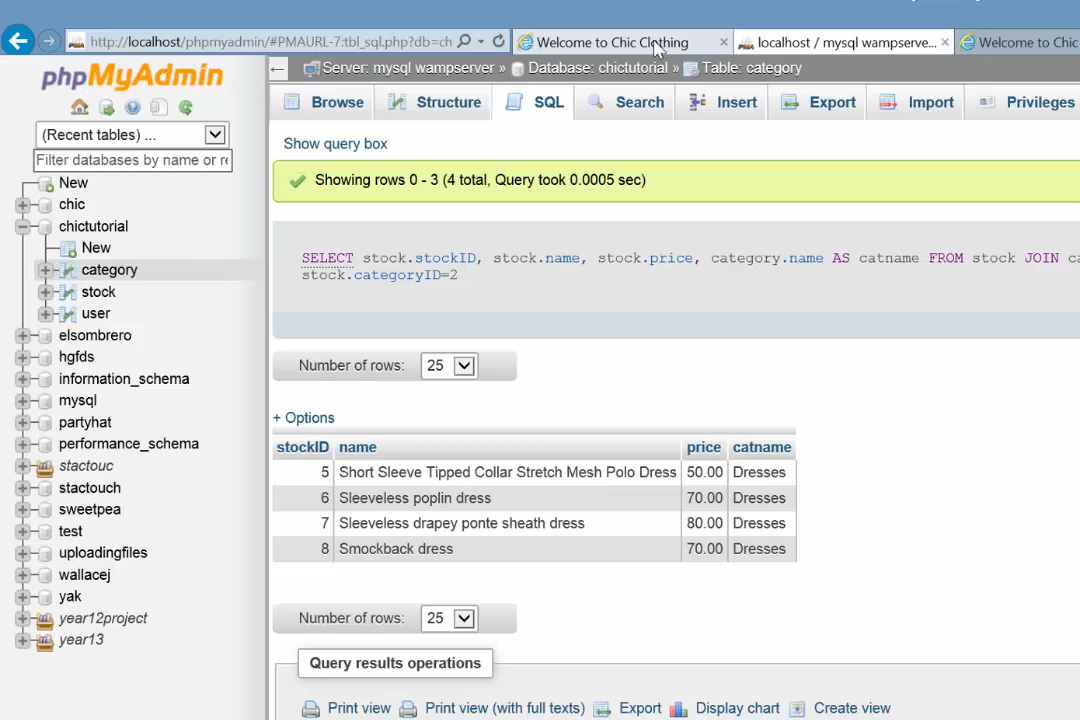 http://localhost/phpmyadmin/#PMAURL-7:tbl_sql.php?db=ch
Welcome to Chic Clothing
localhost / mysql wampserve...
Welcome to Chic
phpMyAdmin
Server: mysql wampserver » Database: chictutorial » Table: category
Browse Structure SQL Search Insert Export Import Privileges
(Recent tables) ...
Filter databases by name or re
New
chic
chictutorial
New
category
stock
user
elsombrero
hgfds
information_schema
mysql
partyhat
performance_schema
stactouc
stactouch
sweetpea
test
uploadingfiles
wallacej
yak
year12project
year13
Show query box
Showing rows 0 - 3 (4 total, Query took 0.0005 sec)
SELECT stock.stockID, stock.name, stock.price, category.name AS catname FROM stock JOIN ca
stock.categoryID=2
Number of rows: 25
+ Options
stockID name price catname
5 Short Sleeve Tipped Collar Stretch Mesh Polo Dress 50.00 Dresses
6 Sleeveless poplin dress 70.00 Dresses
7 Sleeveless drapey ponte sheath dress 80.00 Dresses
8 Smockback dress 70.00 Dresses
Number of rows: 25
Query results operations
Print view Print view (with full texts) Export Display chart Create view